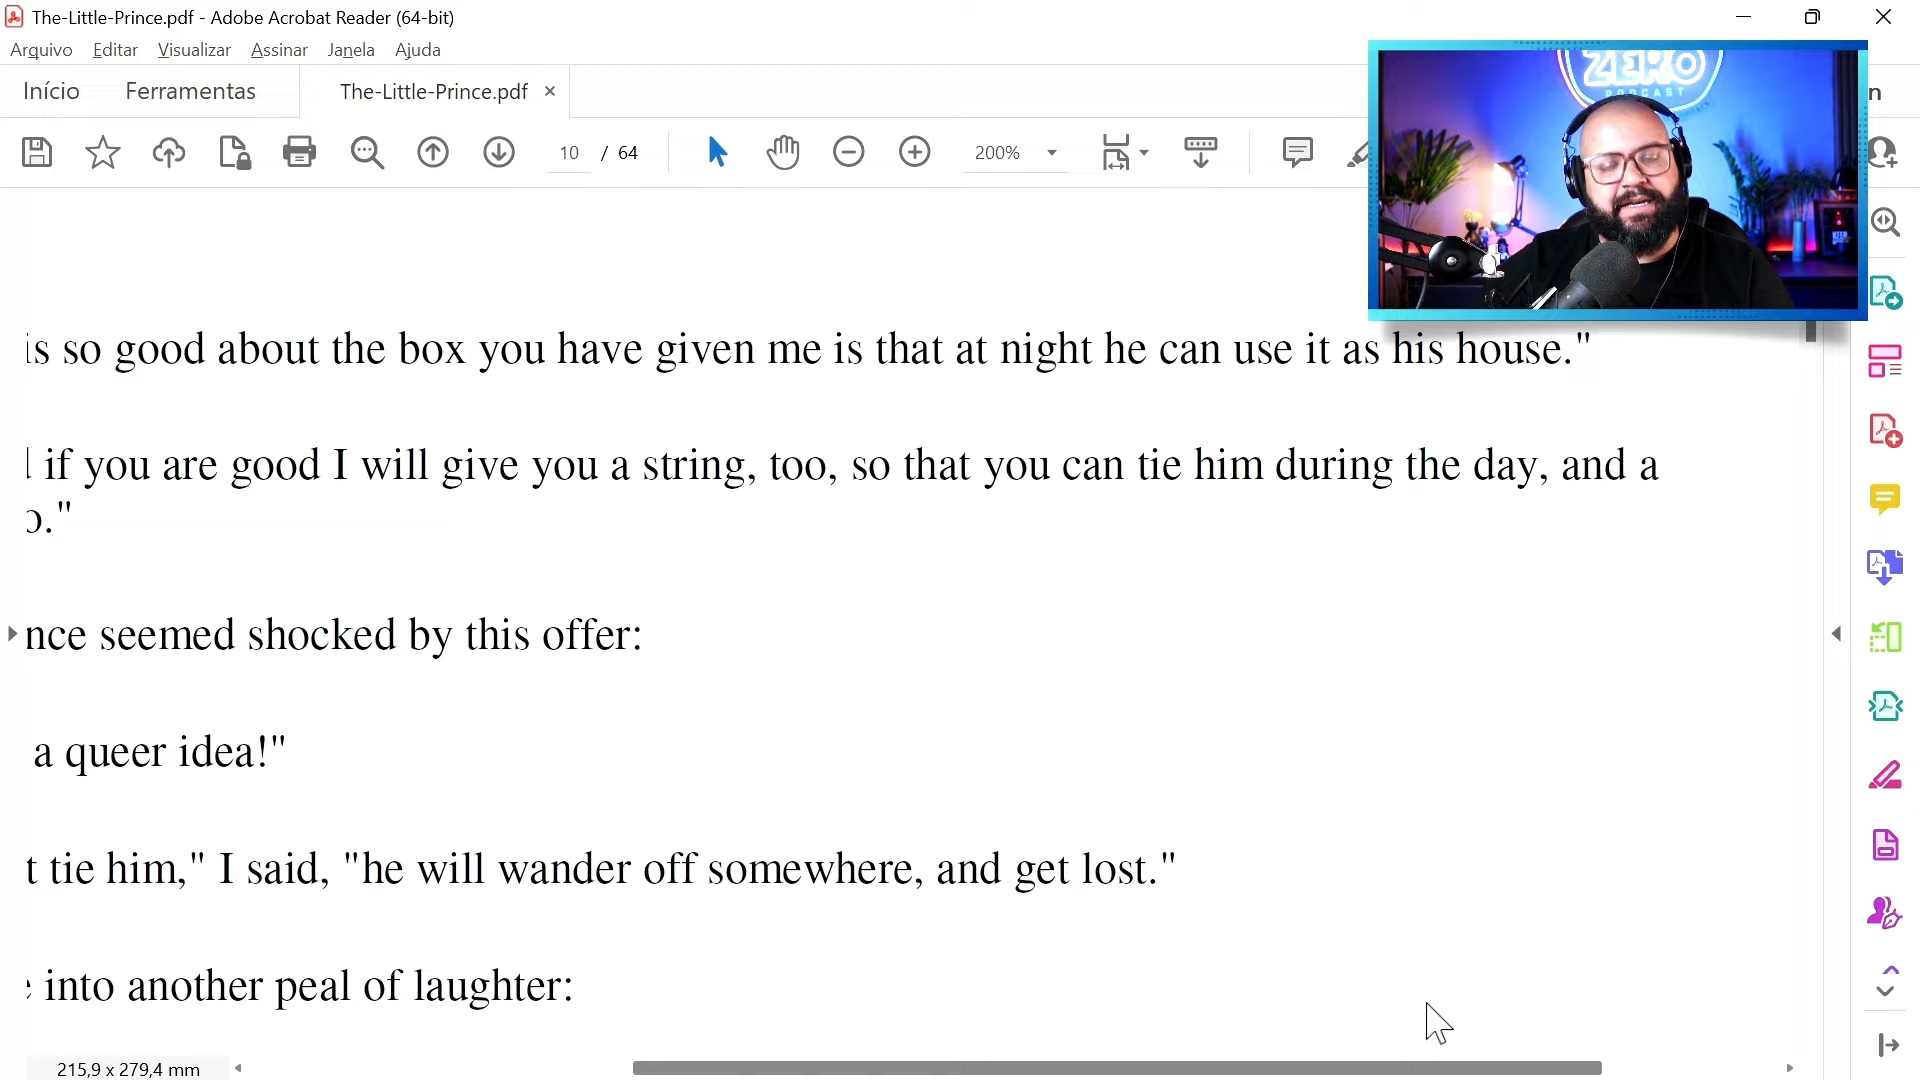 The-Little-Prince.pdf - Adobe Acrobat Reader (64-bit)
Arquivo Editar Visualizar Assinar Janela Ajuda
Início Ferramentas The-Little-Prince.pdf
10 / 64 200%
ZERO
PODCAST
is so good about the box you have given me is that at night he can use it as his house."
if you are good I will give you a string, too, so that you can tie him during the day, and a
o."
nce seemed shocked by this offer:
a queer idea!"
t tie him," I said, "he will wander off somewhere, and get lost."
into another peal of laughter:
215,9 x 279,4 mm